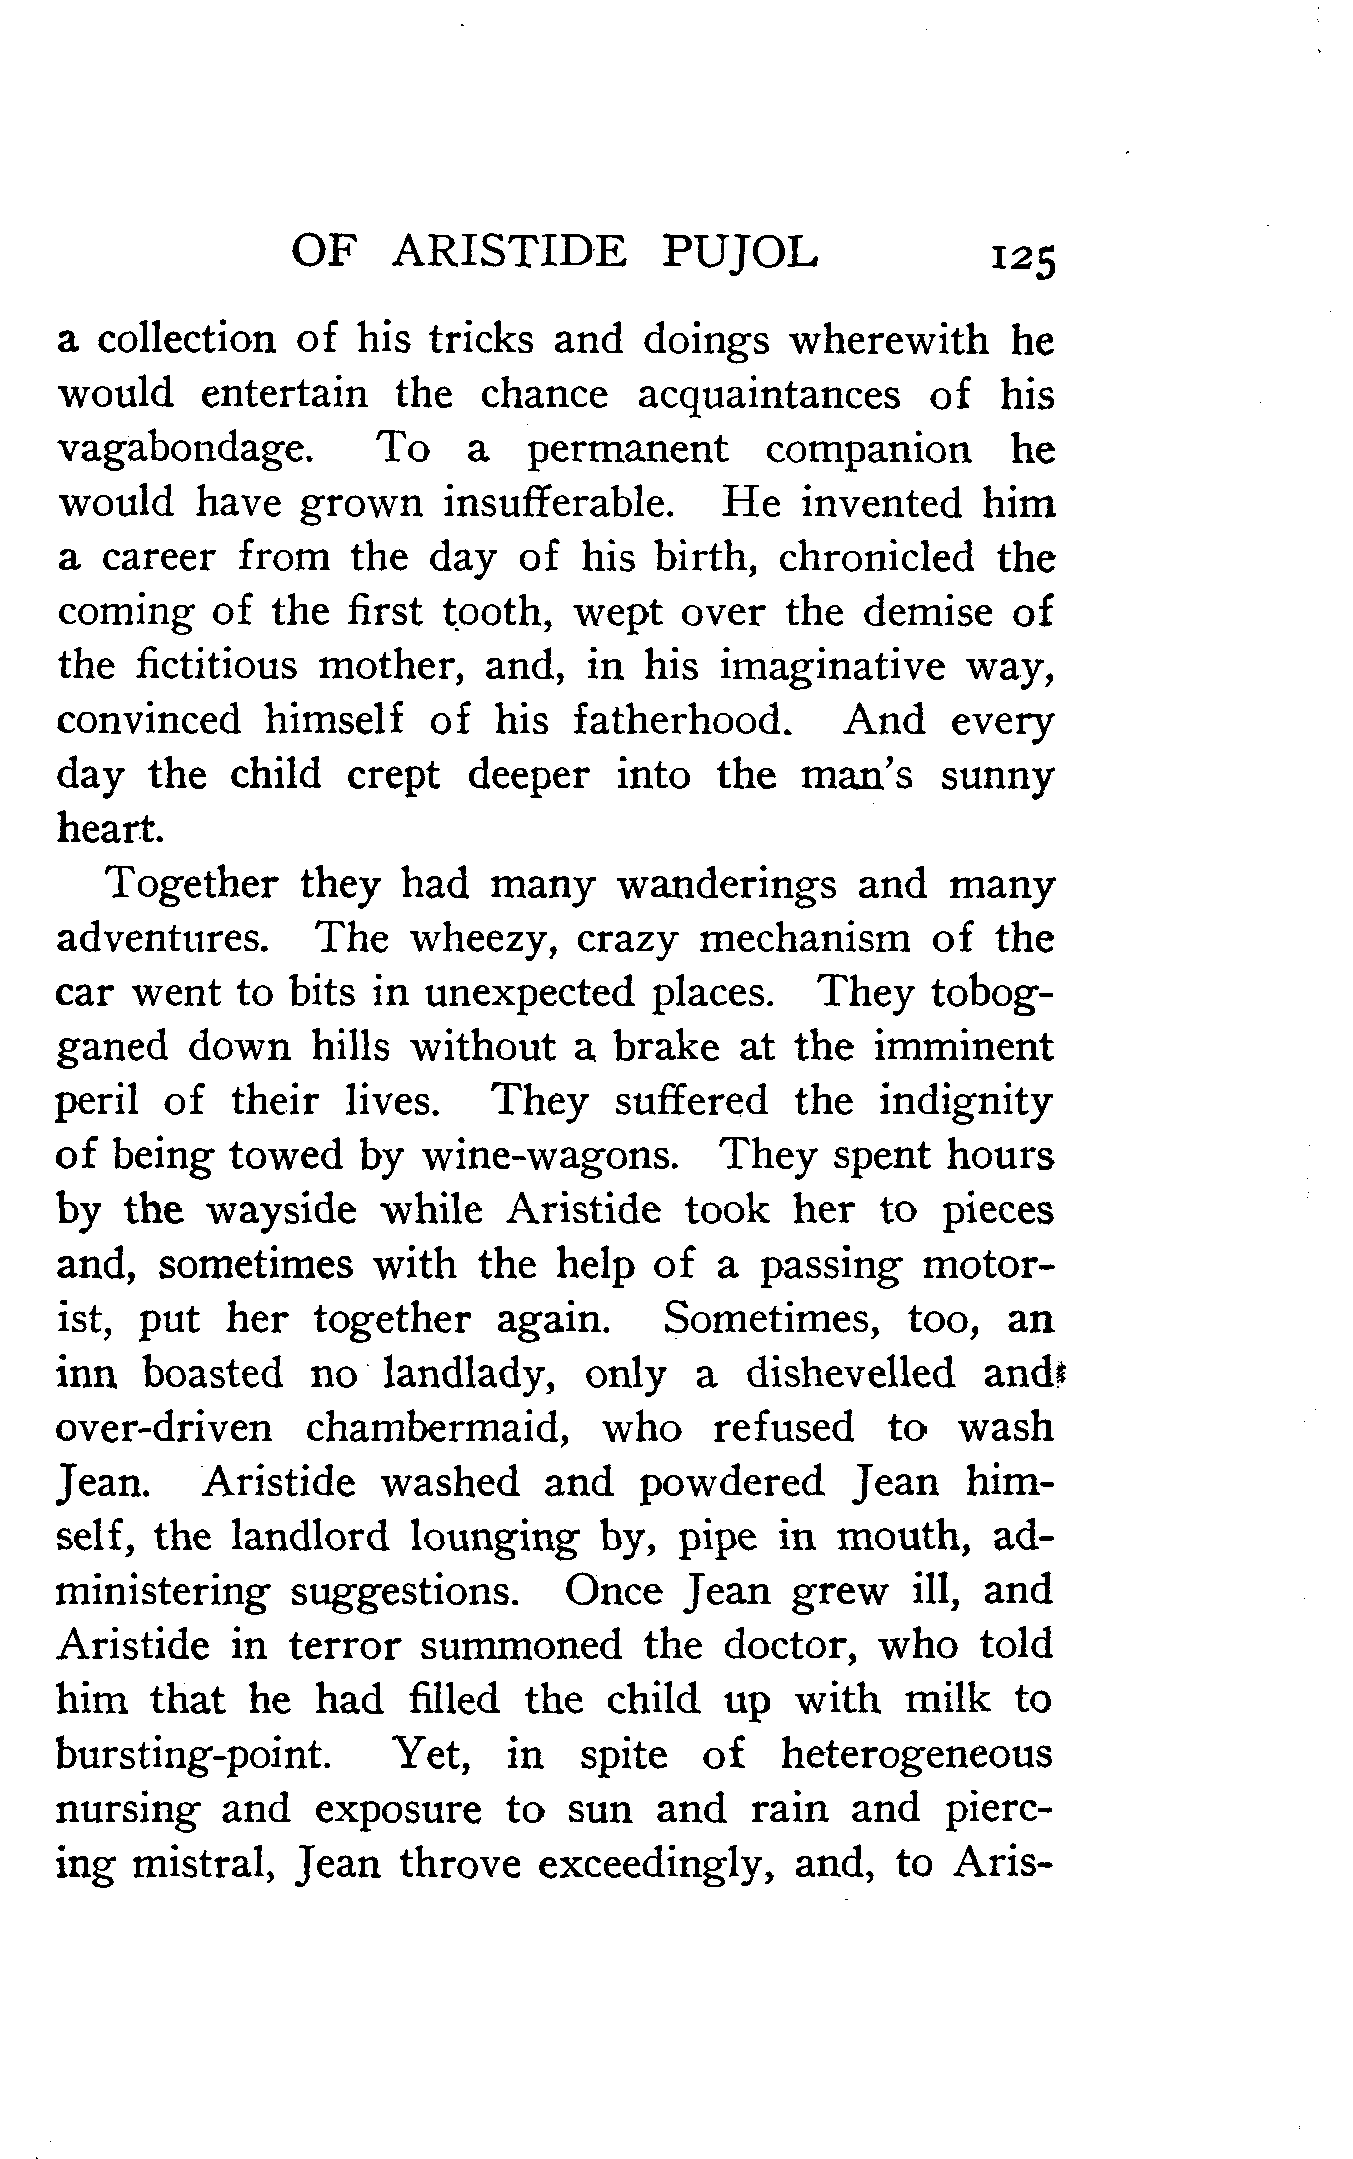 OF ARISTIDE PUJOL 125
a collection of his tricks and doings wherewith he
would entertain the chance acquaintances of his
vagabondage. To a permanent companion he
would have grown insufferable. He invented him
a career from the day of his birth, chronicled the
coming of the first tooth, wept over the demise of
the fictitious mother, and, in his imaginative way,
convinced himself of his fatherhood. And every
day the child crept deeper into the man's sunny
heart.
Together they had many wanderings and many
adventures. The wheezy, crazy mechanism of the
car went to bits in unexpected places. They tobog-
ganed down hills without a brake at the imminent
peril of their lives. They suffered the indignity
of being towed by wine-wagons. They spent hours
by the wayside while Aristide took her to pieces
and, sometimes with the help of a passing motor-
ist, put her together again. Sometimes, too, an
inn boasted no landlady, only a dishevelled and
over-driven chambermaid, who refused to wash
Jean. Aristide washed and powdered Jean him-
self, the landlord lounging by, pipe in mouth, ad-
ministering suggestions. Once Jean grew ill, and
Aristide in terror summoned the doctor, who told
him that he had filled the child up with milk to
bursting-point. Yet, in spite of heterogeneous
nursing and exposure to sun and rain and pierc-
ing mistral, Jean throve exceedingly, and, to Aris-